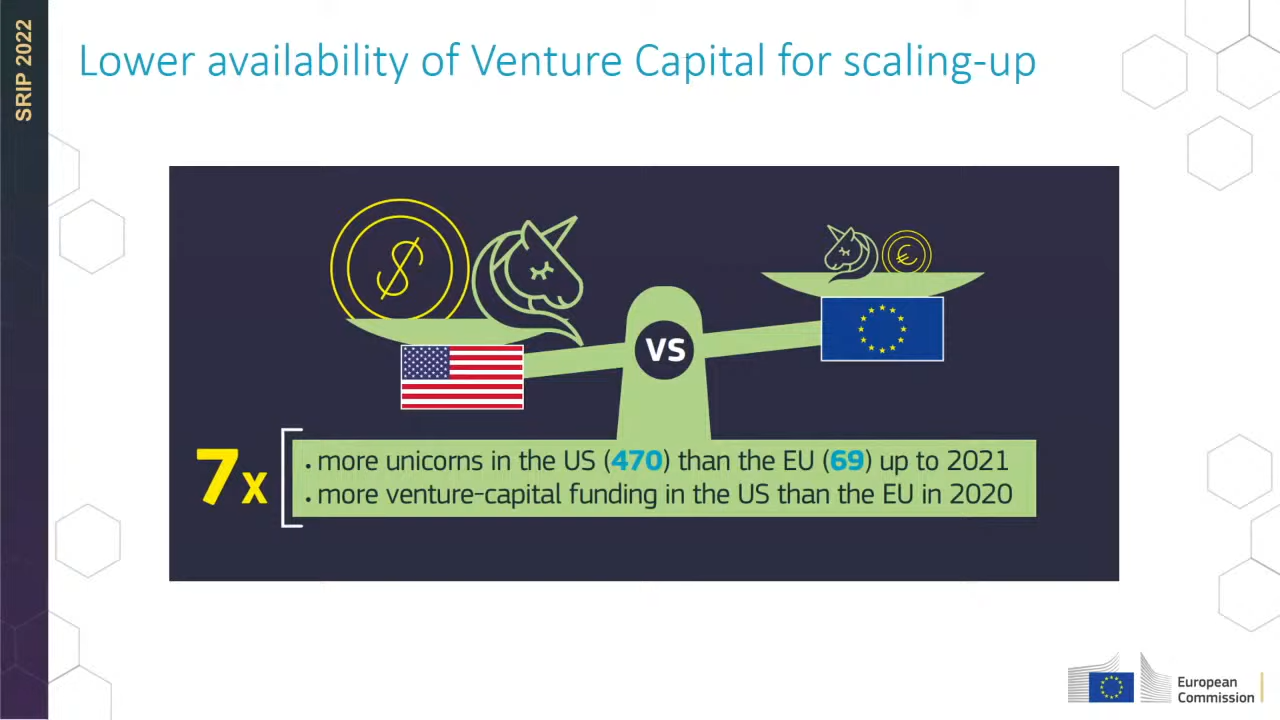 SRIP 2022
Lower availability of Venture Capital for scaling-up
$
€
VS
7x
• more unicorns in the US (470) than the EU (69) up to 2021
• more venture-capital funding in the US than the EU in 2020
European
Commission